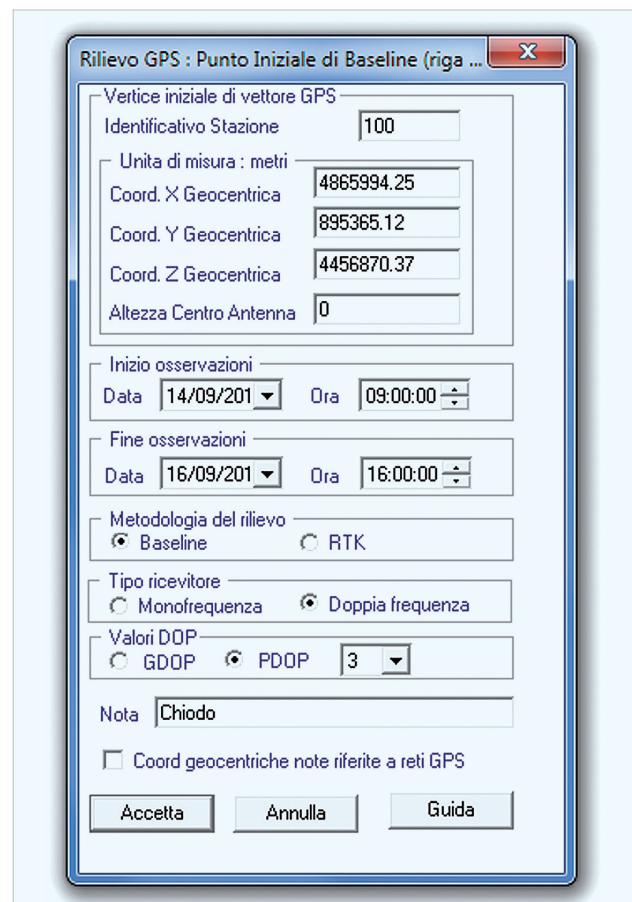 Rilievo GPS : Punto Iniziale di Baseline (riga ...
Vertice iniziale di vettore GPS
Identificativo Stazione 100
Unita di misura : metri
Coord. X Geocentrica 4865994.25
Coord. Y Geocentrica 895365.12
Coord. Z Geocentrica 4456870.37
Altezza Centro Antenna 0
Inizio osservazioni
Data 14/09/201 Ora 09:00:00
Fine osservazioni
Data 16/09/201 Ora 16:00:00
Metodologia del rilievo
Baseline RTK
Tipo ricevitore
Monofrequenza Doppia frequenza
Valori DOP
GDOP PDOP 3
Nota Chiodo
Coord geocentriche note riferite a reti GPS
Accetta Annulla Guida